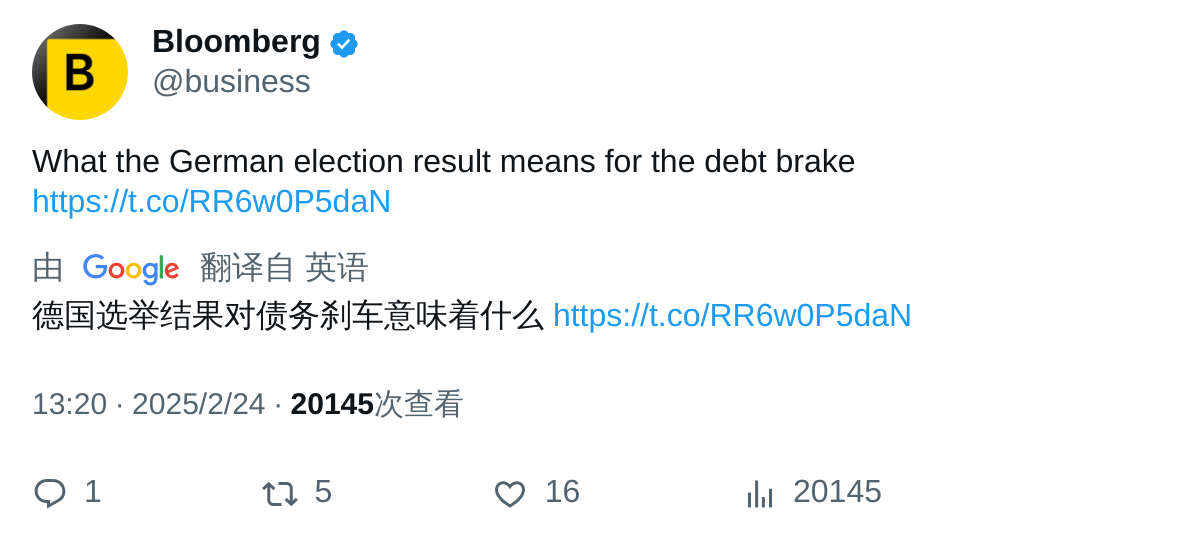 B
Bloomberg
@business
What the German election result means for the debt brake
https://t.co/RR6w0P5daN
由 Google 翻译自 英语
德国选举结果对债务刹车意味着什么 https://t.co/RR6w0P5daN
13:20 · 2025/2/24 · 20145次查看
1 5 16 20145